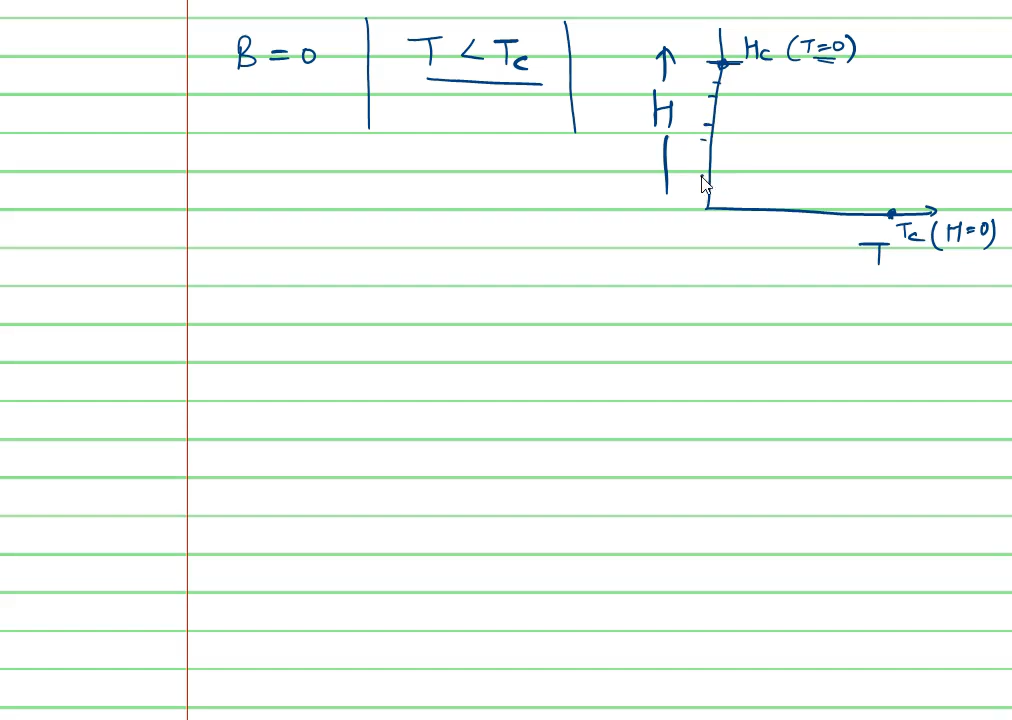 B = 0
T < Tc
H
Hc (T=0)
Tc (H=0)
T